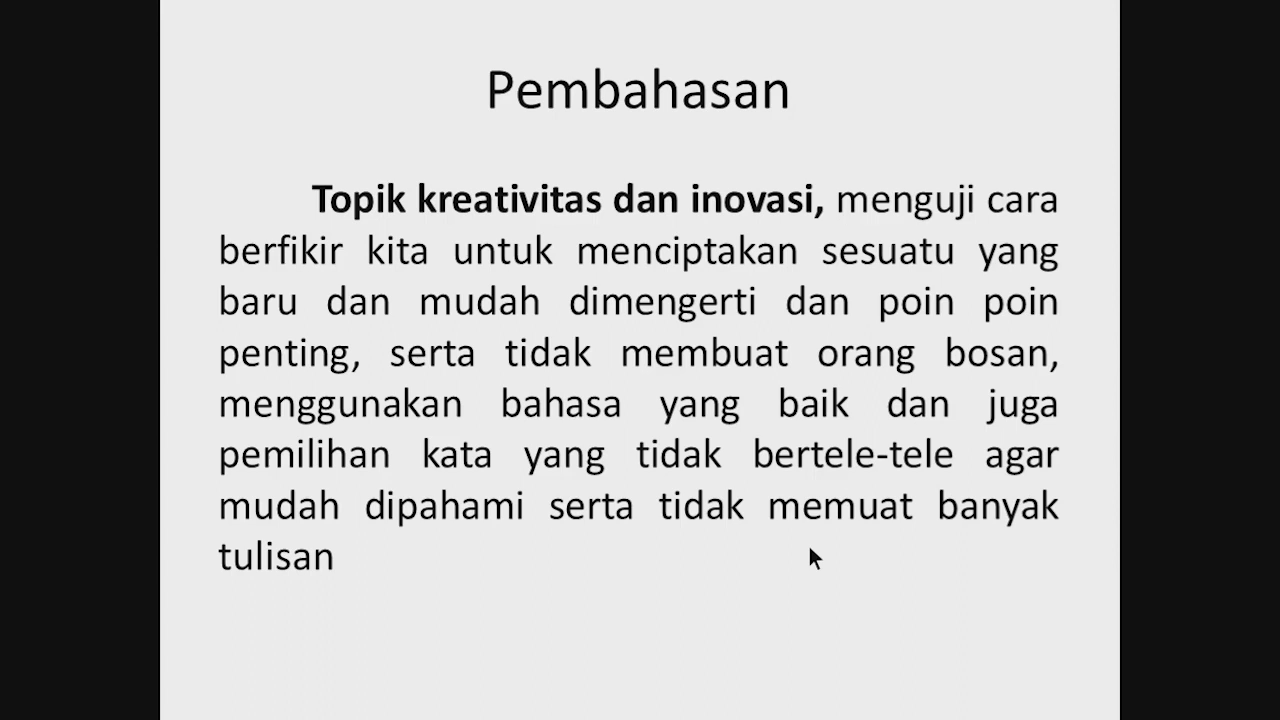 Pembahasan
Topik kreativitas dan inovasi, menguji cara
berfikir kita untuk menciptakan sesuatu yang
baru dan mudah dimengerti dan poin poin
penting, serta tidak membuat orang bosan,
menggunakan bahasa yang baik dan juga
pemilihan kata yang tidak bertele-tele agar
mudah dipahami serta tidak memuat banyak
tulisan